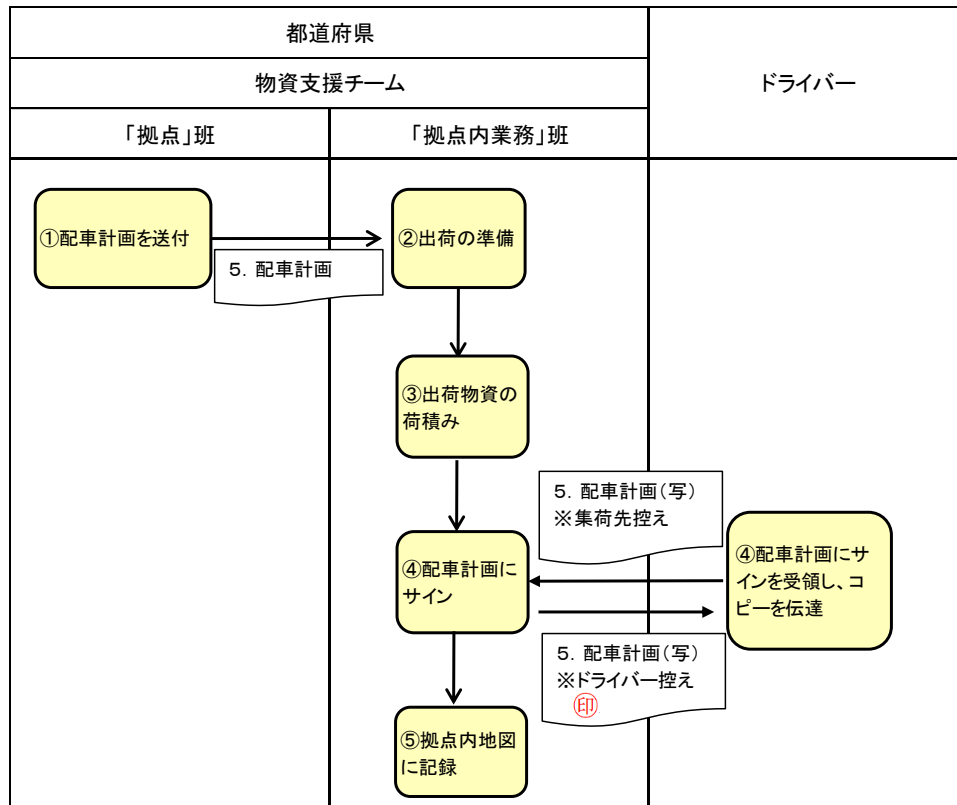 都道府県
物資支援チーム
ドライバー
「拠点」班
「拠点内業務」班
①配車計画を送付
②出荷の準備
5. 配車計画
③出荷物資の
荷積み
5. 配車計画(写)
※集荷先控え
④配車計画に
サイン
④配車計画にサ
インを受領し、コ
ピーを伝達
5. 配車計画(写)
※ドライバー控え
㊞
⑤拠点内地図
に記録